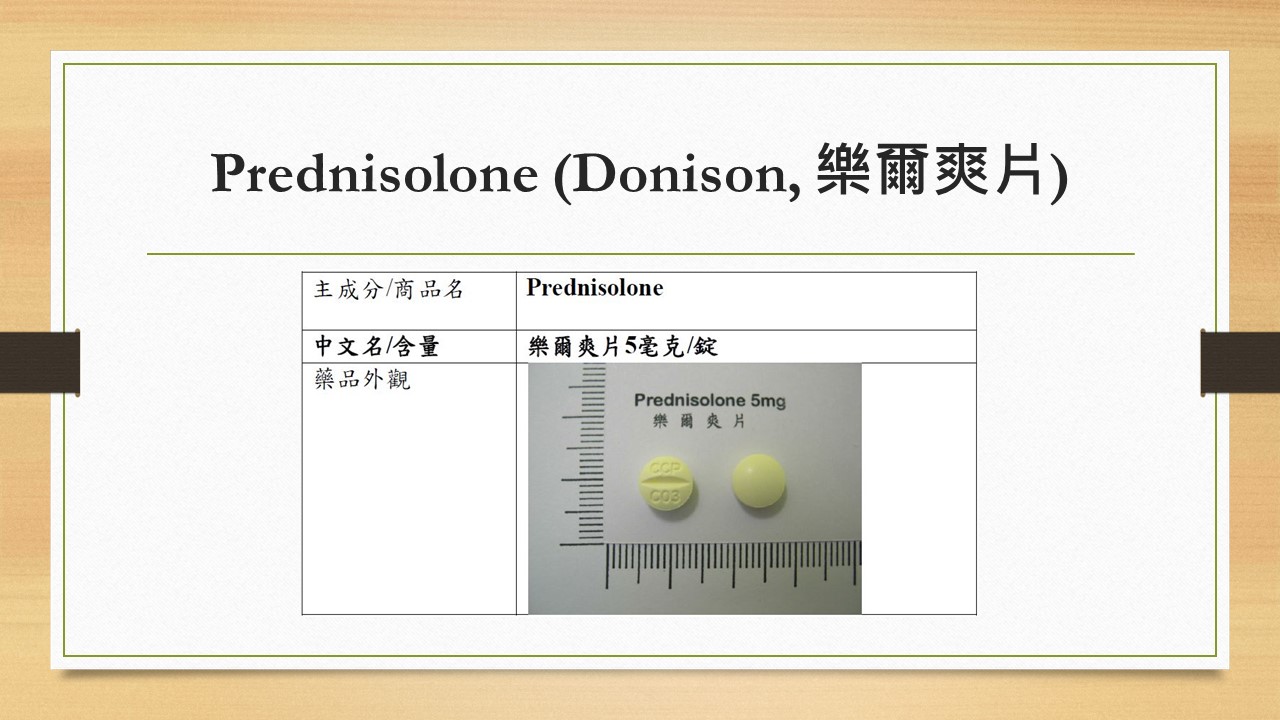 Prednisolone (Donison, 樂爾爽片)
主成分/商品名
Prednisolone
中文名/含量
樂爾爽片5毫克/錠
藥品外觀
Prednisolone 5mg
樂爾爽片
CCP
C03